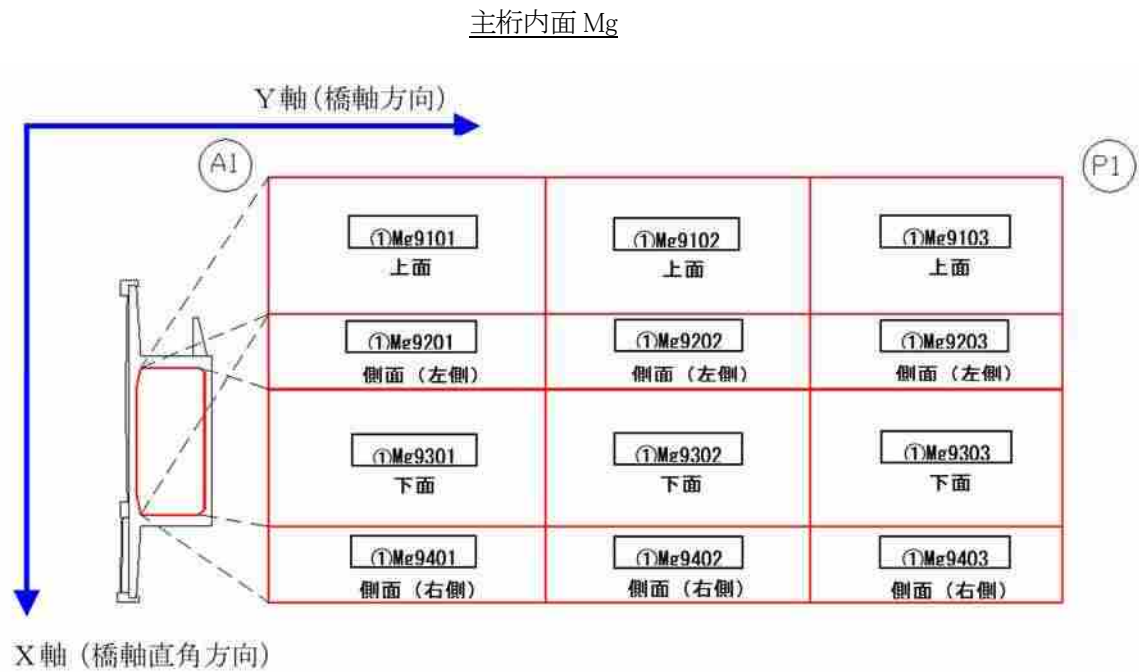 主桁内面 Mg
Y軸(橋軸方向)
A1
P1
①Mg9101
上面
①Mg9102
上面
①Mg9103
上面
①Mg9201
側面(左側)
①Mg9202
側面(左側)
①Mg9203
側面(左側)
①Mg9301
下面
①Mg9302
下面
①Mg9303
下面
①Mg9401
側面(右側)
①Mg9402
側面(右側)
①Mg9403
側面(右側)
X軸(橋軸直角方向)